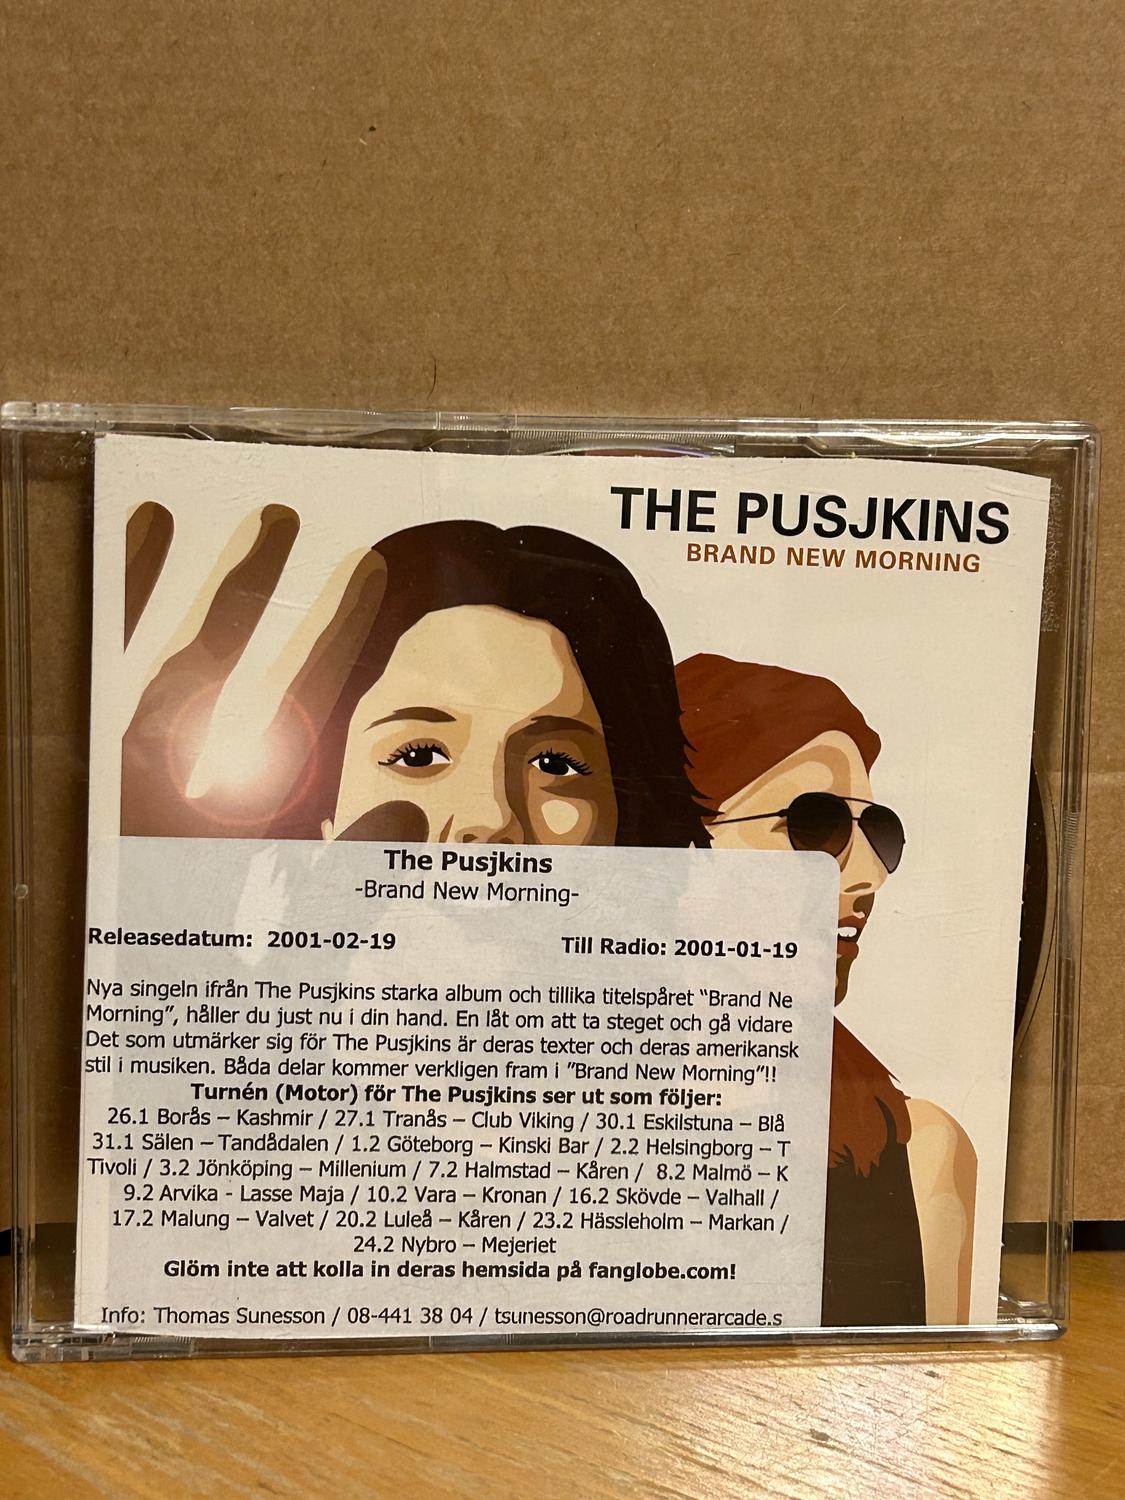 THE PUSJKINS
BRAND NEW MORNING
The Pusjkins
-Brand New Morning-
Releasedatum: 2001-02-19 Till Radio: 2001-01-19
Nya singeln ifrån The Pusjkins starka album och tillika titelspåret "Brand Ne
Morning", håller du just nu i din hand. En låt om att ta steget och gå vidare
Det som utmärker sig för The Pusjkins är deras texter och deras amerikansk
stil i musiken. Båda delar kommer verkligen fram i "Brand New Morning"!!
Turnén (Motor) för The Pusjkins ser ut som följer:
26.1 Borås – Kashmir / 27.1 Tranås – Club Viking / 30.1 Eskilstuna – Blå
31.1 Sälen – Tandådalen / 1.2 Göteborg – Kinski Bar / 2.2 Helsingborg – T
Tivoli / 3.2 Jönköping – Millenium / 7.2 Halmstad – Kåren / 8.2 Malmö – K
9.2 Arvika - Lasse Maja / 10.2 Vara – Kronan / 16.2 Skövde – Valhall /
17.2 Malung – Valvet / 20.2 Luleå – Kåren / 23.2 Hässleholm – Markan /
24.2 Nybro – Mejeriet
Glöm inte att kolla in deras hemsida på fanglobe.com!
Info: Thomas Sunesson / 08-441 38 04 / tsunesson@roadrunnerarcade.s